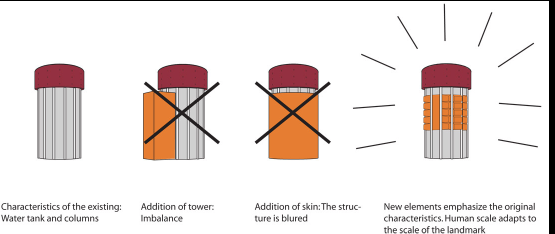 Characteristics of the existing:
Water tank and columns
Addition of tower:
Imbalance
Addition of skin: The struc-
ture is blured
New elements emphasize the original
characteristics. Human scale adapts to
the scale of the landmark